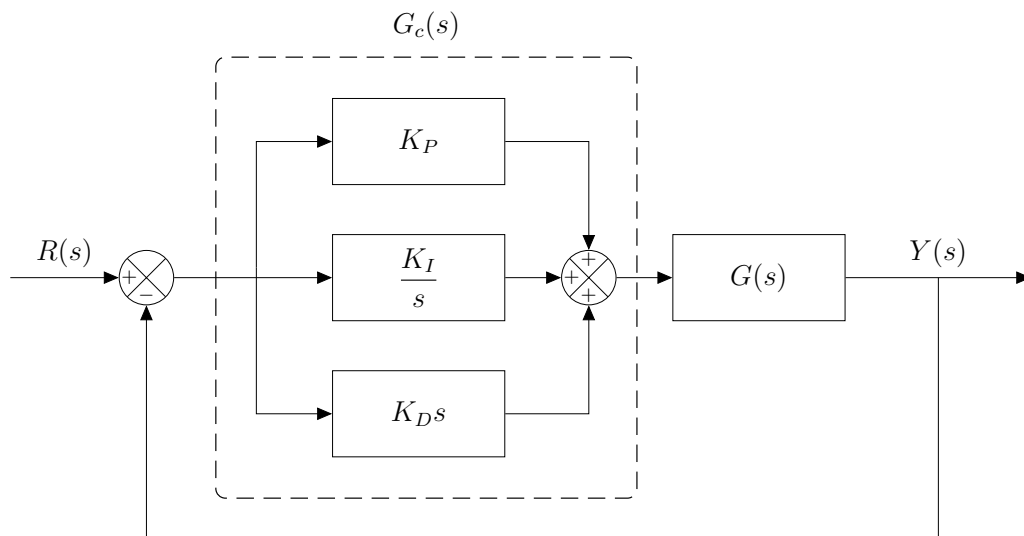 G_c(s)
K_P
R(s)
+
−
K_I
s
+
+
+
G(s)
Y(s)
K_D s